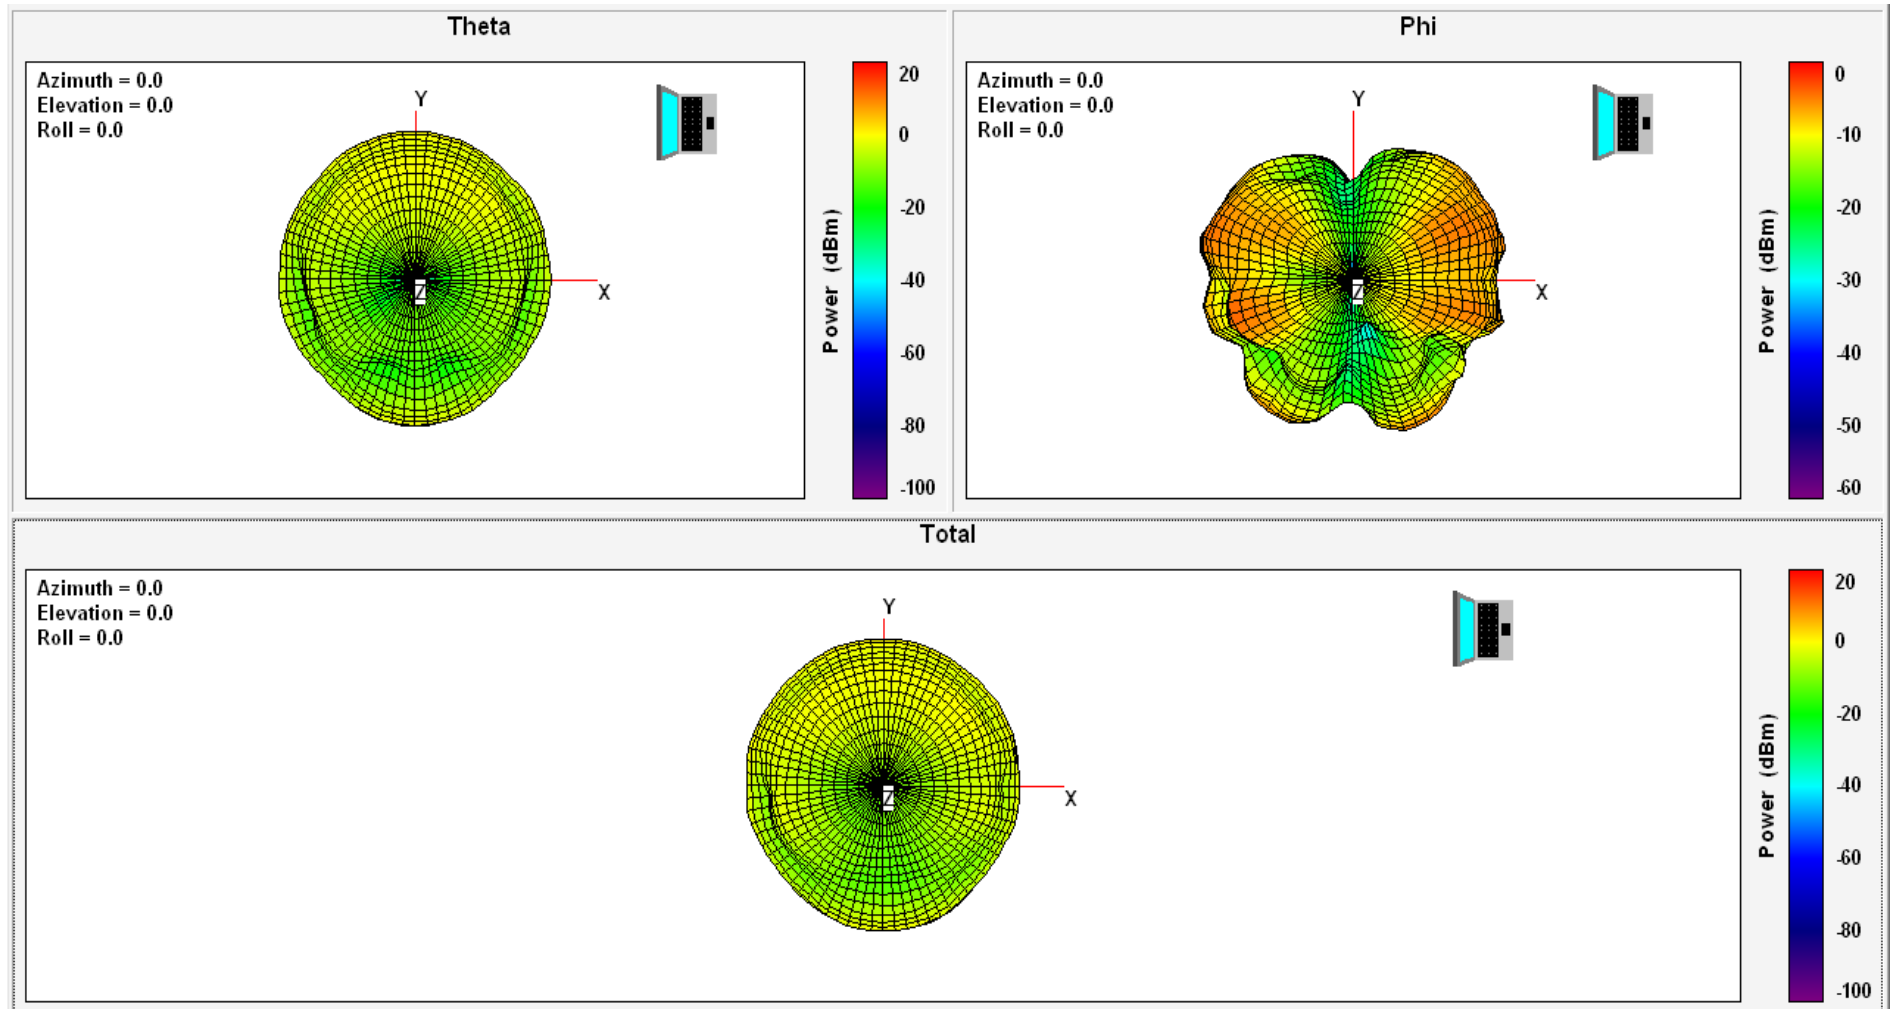 Theta
Azimuth = 0.0
Elevation = 0.0
Roll = 0.0
Y
X
Z
Power (dBm)
20
0
-20
-40
-60
-80
-100
Phi
Azimuth = 0.0
Elevation = 0.0
Roll = 0.0
Y
X
Z
Power (dBm)
0
-10
-20
-30
-40
-50
-60
Total
Azimuth = 0.0
Elevation = 0.0
Roll = 0.0
Y
X
Z
Power (dBm)
20
0
-20
-40
-60
-80
-100